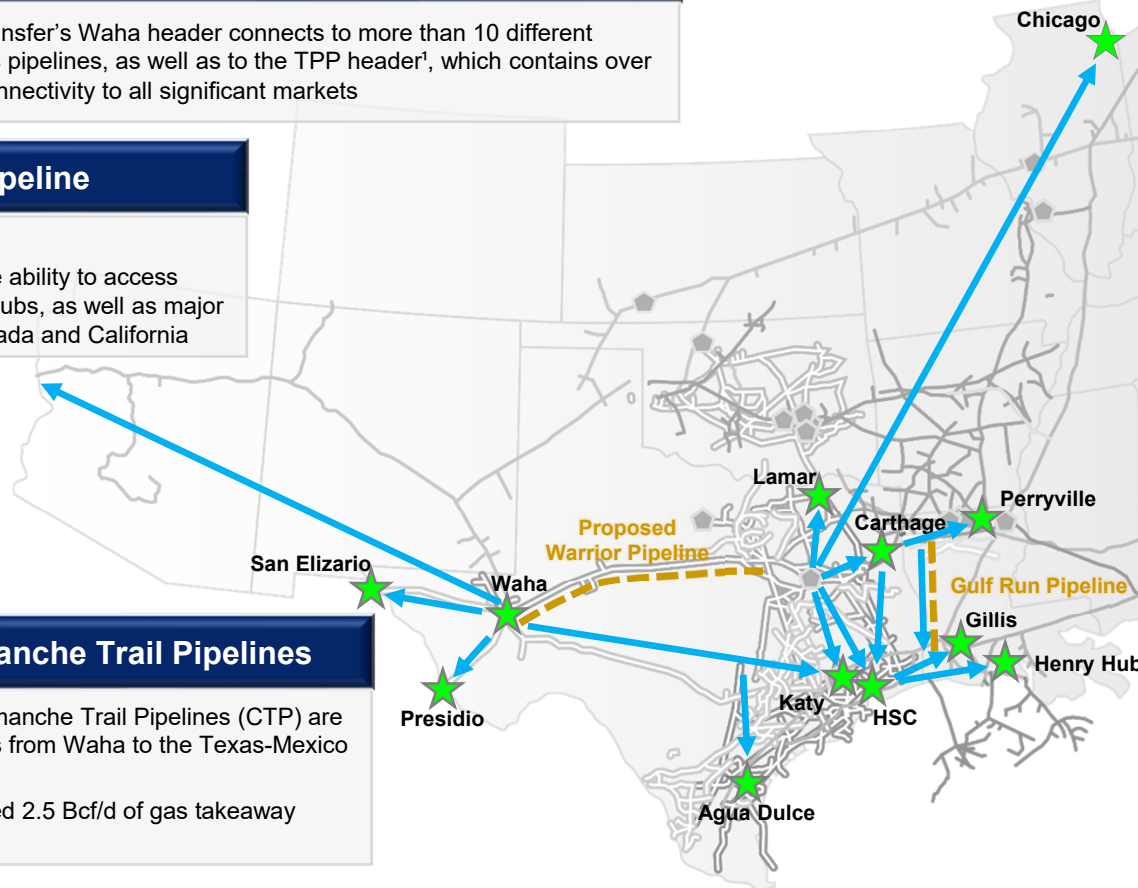 nsfer’s Waha header connects to more than 10 different
pipelines, as well as to the TPP header¹, which contains over
nnectivity to all significant markets
Chicago
peline
e ability to access
ubs, as well as major
ada and California
Lamar
Perryville
Carthage
Proposed
Warrior Pipeline
San Elizario
Waha
Gulf Run Pipeline
Gillis
anche Trail Pipelines
Henry Hub
Katy
HSC
Presidio
manche Trail Pipelines (CTP) are
s from Waha to the Texas-Mexico
ed 2.5 Bcf/d of gas takeaway
Agua Dulce